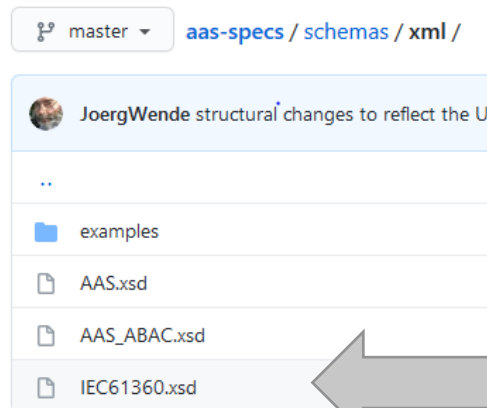 master aas-specs / schemas / xml /
JoergWende structural changes to reflect the U
..
examples
AAS.xsd
AAS_ABAC.xsd
IEC61360.xsd